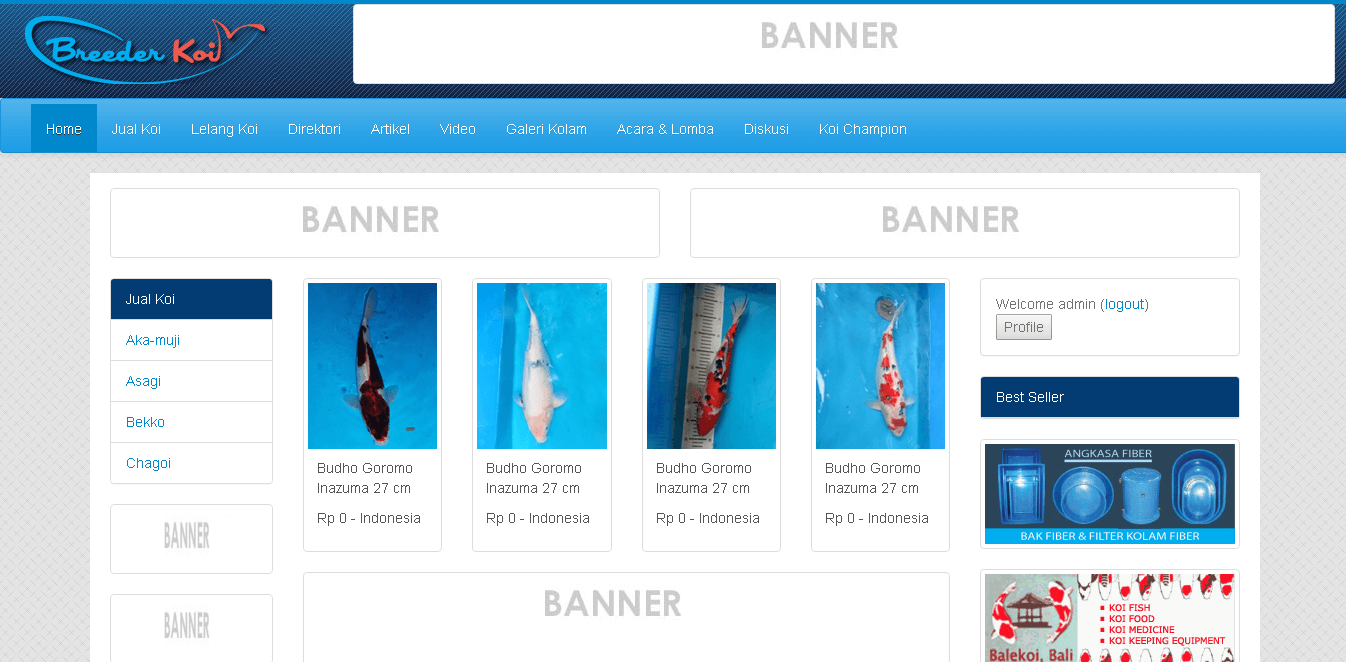 Breeder Koi
BANNER
Home
Jual Koi
Lelang Koi
Direktori
Artikel
Video
Galeri Kolam
Acara & Lomba
Diskusi
Koi Champion
BANNER
BANNER
Jual Koi
Aka-muji
Asagi
Bekko
Chagoi
BANNER
BANNER
Budho Goromo
Inazuma 27 cm
Rp 0 - Indonesia
Budho Goromo
Inazuma 27 cm
Rp 0 - Indonesia
Budho Goromo
Inazuma 27 cm
Rp 0 - Indonesia
Budho Goromo
Inazuma 27 cm
Rp 0 - Indonesia
BANNER
Welcome admin (logout)
Profile
Best Seller
ANGKASA FIBER
BAK FIBER & FILTER KOLAM FIBER
KOI FISH
KOI FOOD
KOI MEDICINE
KOI KEEPING EQUIPMENT
Balekoi, Bali